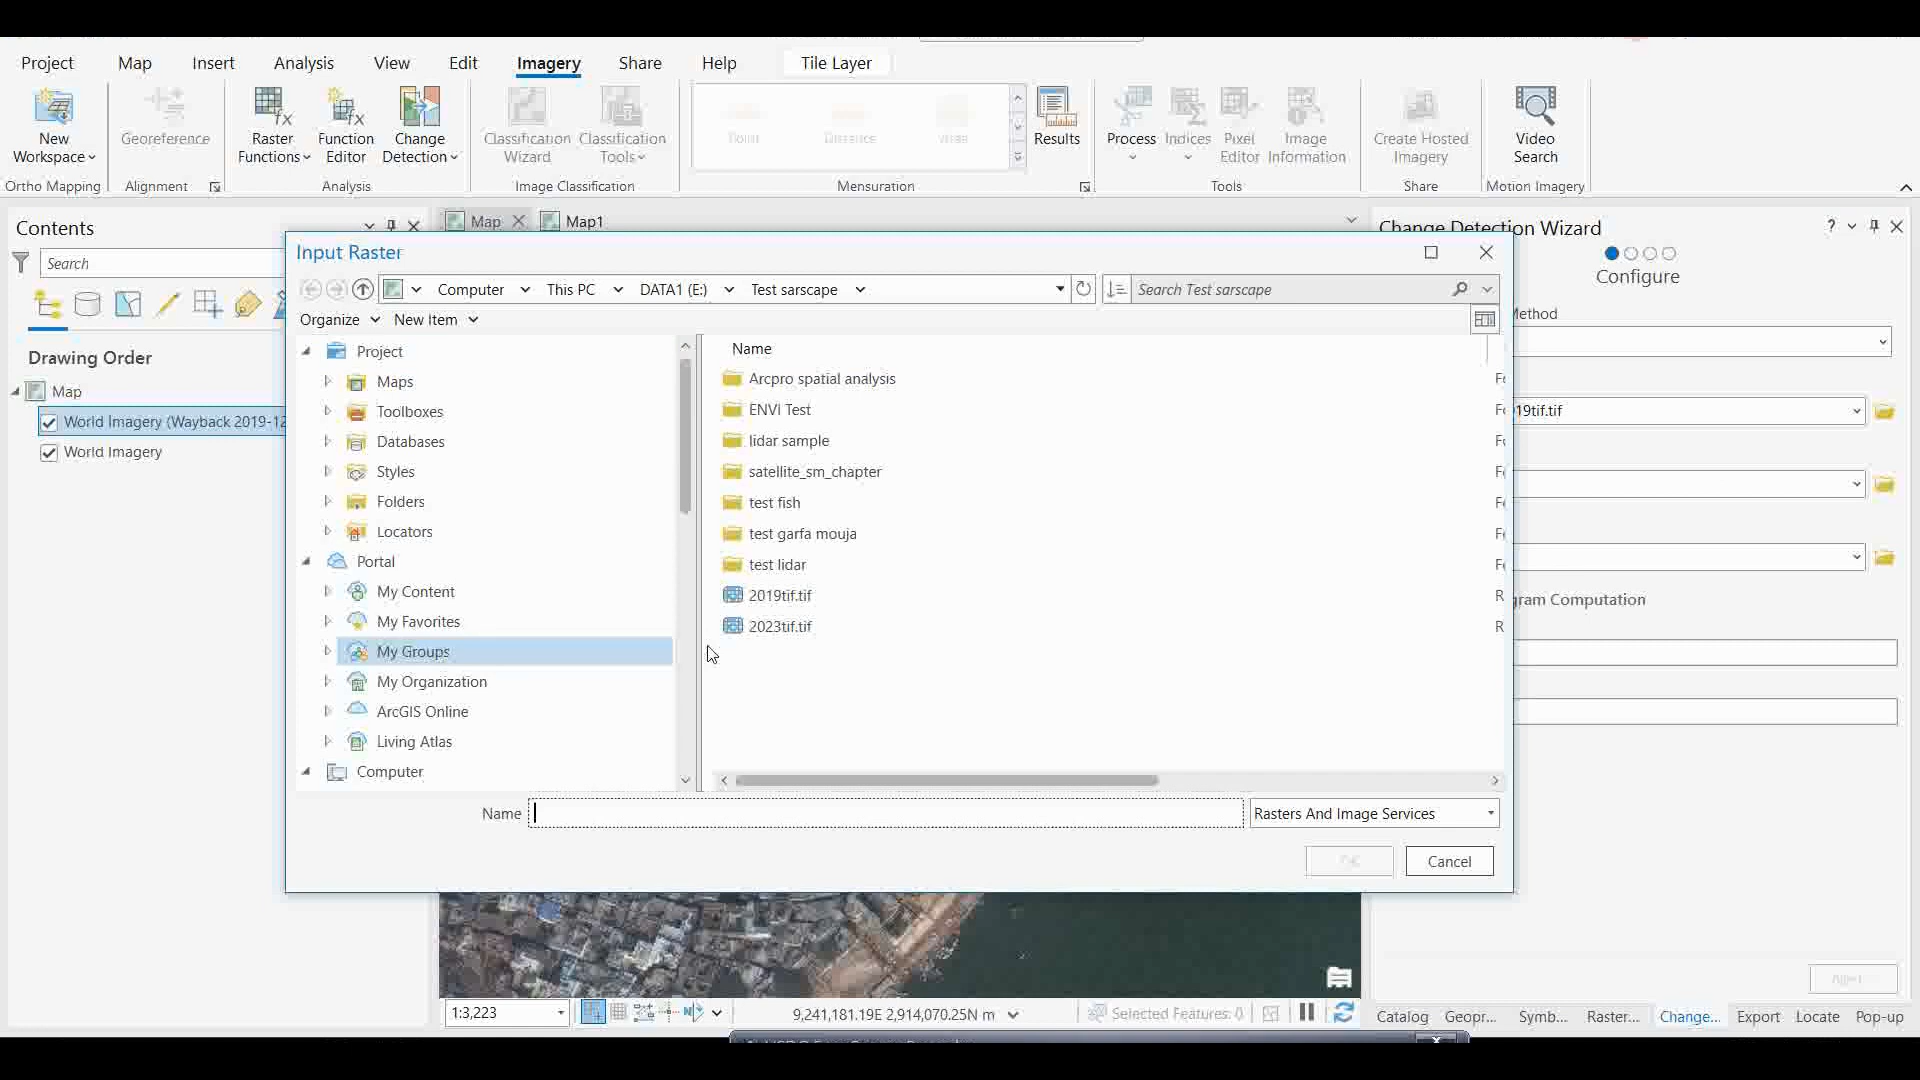 Project Map Insert Analysis View Edit Imagery Share Help Tile Layer
New Workspace
Georeference
Raster Functions
Function Editor
Change Detection
Classification Wizard
Classification Tools
Distance
Results
Process
Indices
Pixel Editor
Image Information
Create Hosted Imagery
Video Search
Ortho Mapping Alignment Analysis Image Classification Mensuration Tools Share Motion Imagery
Contents
Search
Drawing Order
Map
World Imagery (Wayback 2019-12
World Imagery
Map Map1
Input Raster
Computer This PC DATA1 (E:) Test sarscape
Search Test sarscape
Organize New Item
Project
Maps
Toolboxes
Databases
Styles
Folders
Locators
Portal
My Content
My Favorites
My Groups
My Organization
ArcGIS Online
Living Atlas
Computer
Name
Arcpro spatial analysis
ENVI Test
lidar sample
satellite_sm_chapter
test fish
test garfa mouja
test lidar
2019tif.tif R
2023tif.tif R
Name
Rasters And Image Services
OK Cancel
Change Detection Wizard ?
Configure
Method
19tif.tif
gram Computation
1:3,223
9,241,181.19E 2,914,070.25N m
Selected Features: 0
Catalog Geopr... Symb... Raster... Change... Export Locate Pop-up